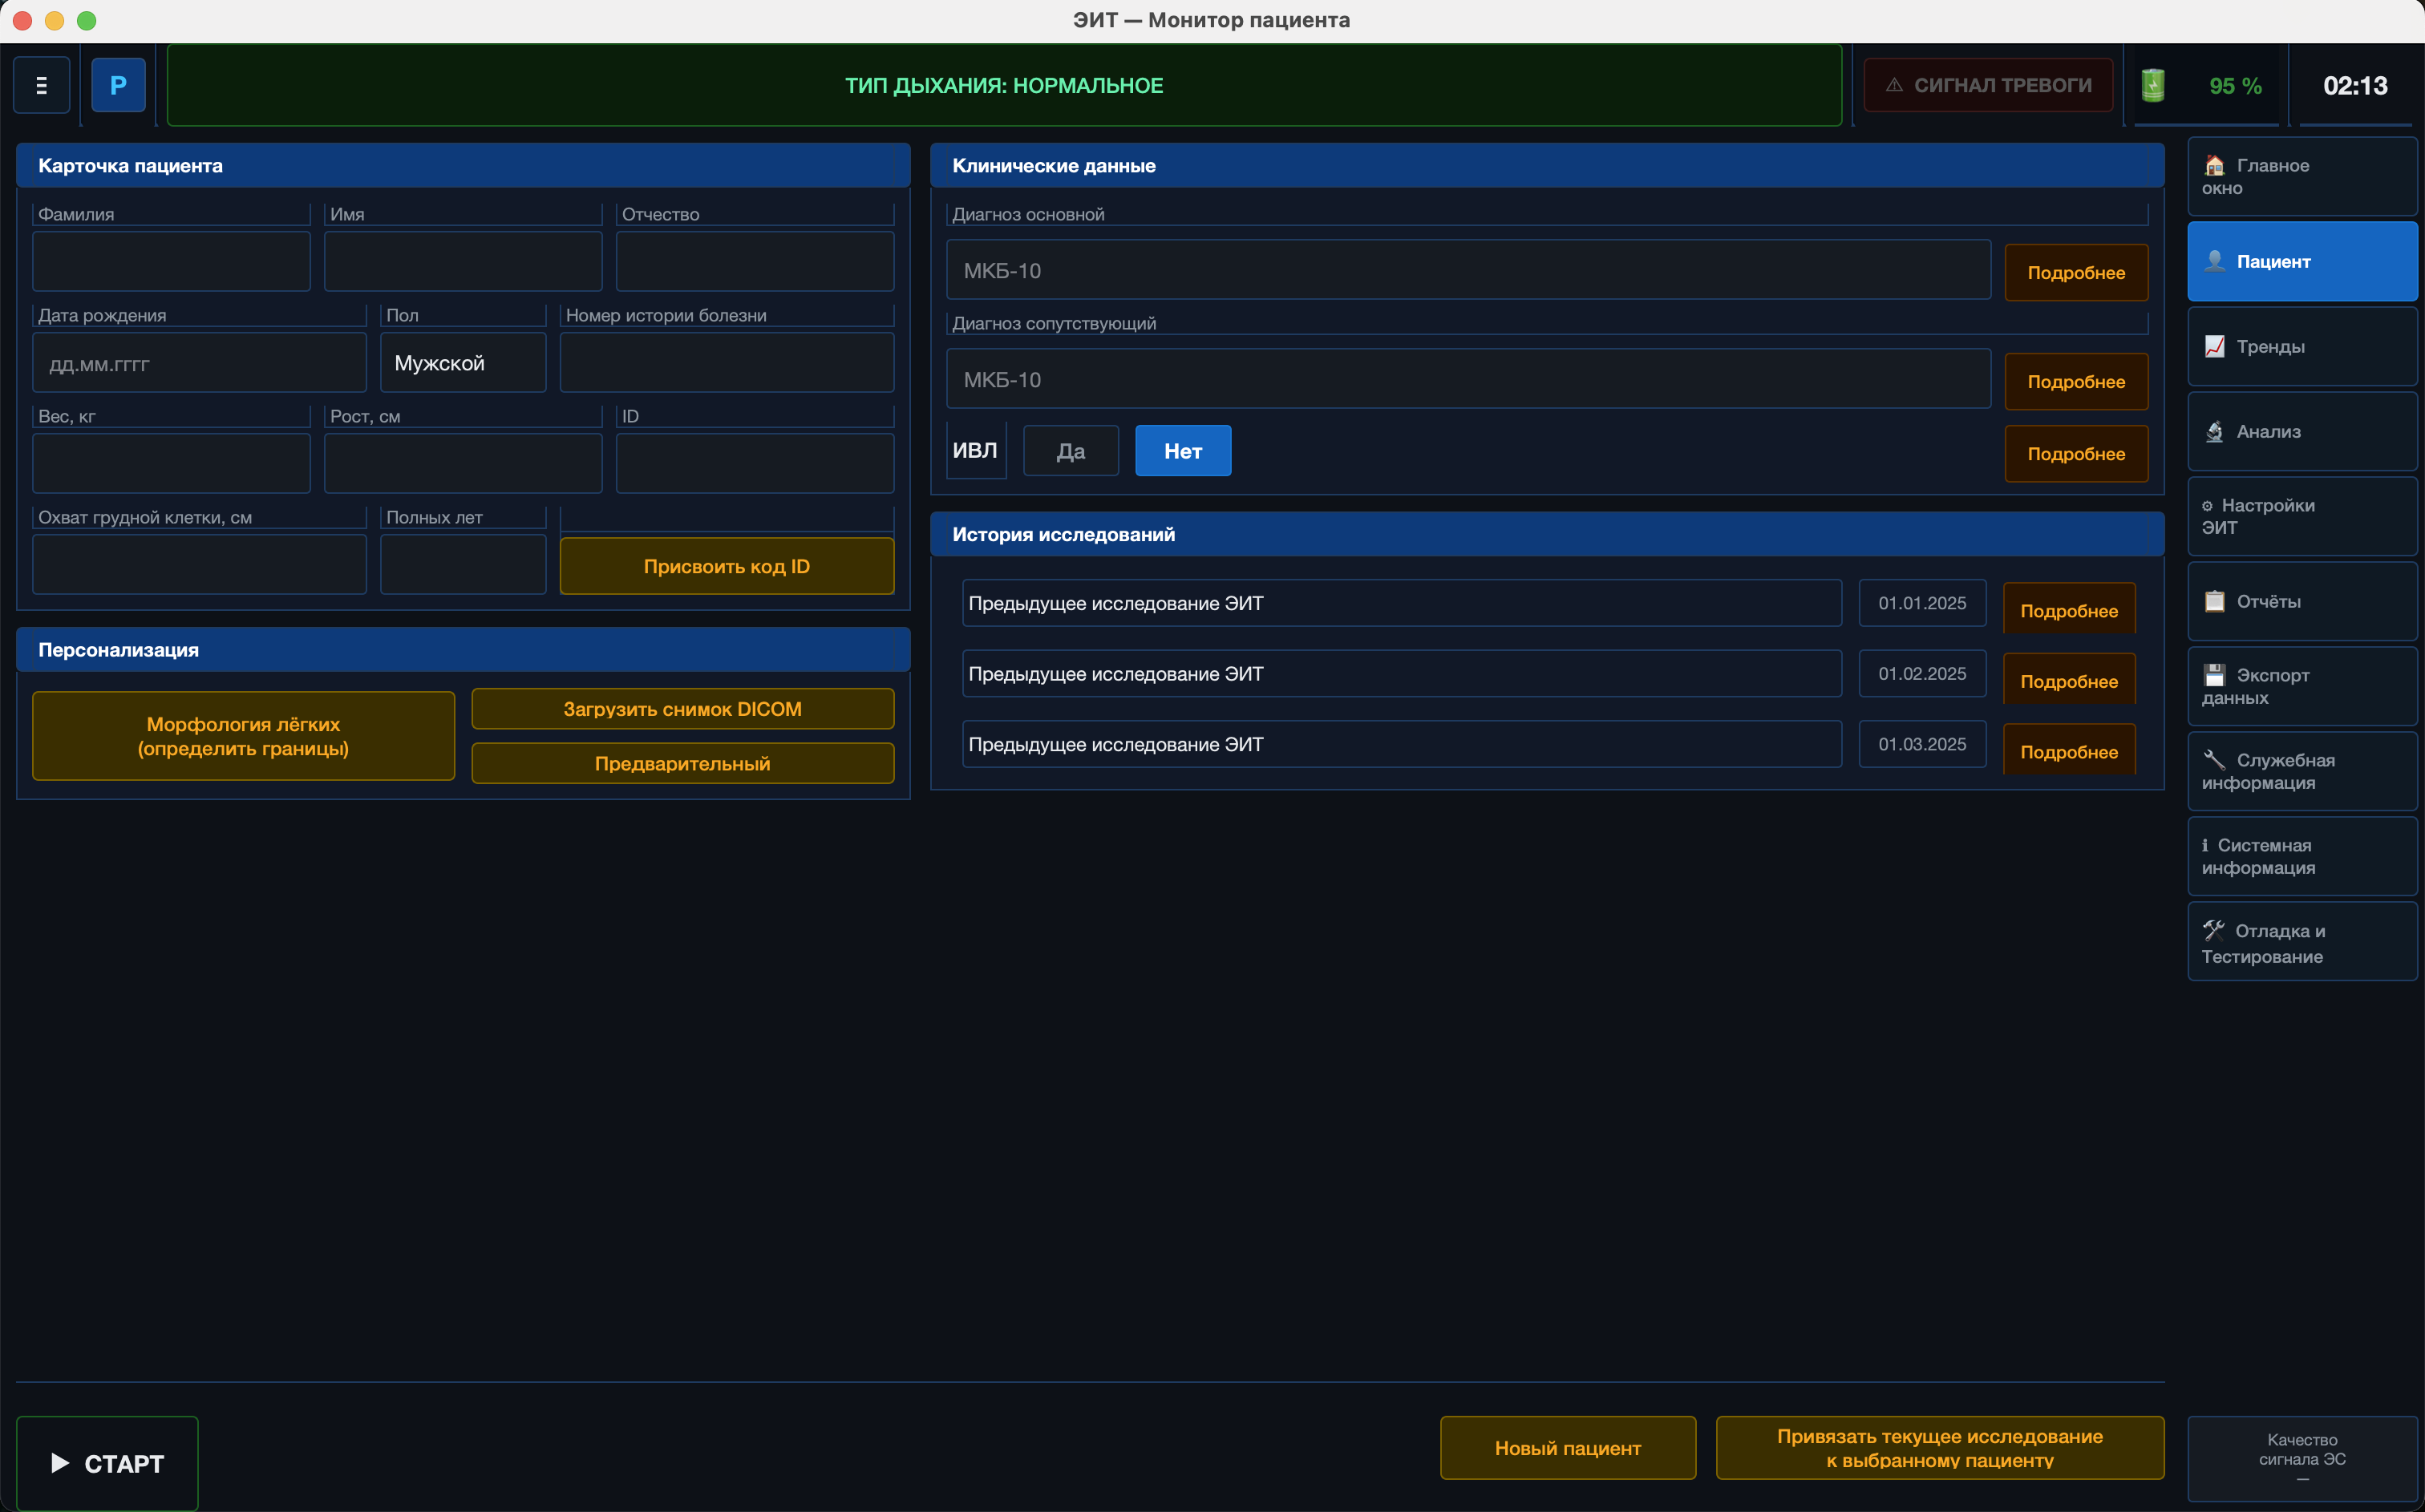 ЭИТ — Монитор пациента
P
ТИП ДЫХАНИЯ: НОРМАЛЬНОЕ
⚠ СИГНАЛ ТРЕВОГИ
95 %
02:13
Карточка пациента
Фамилия
Имя
Отчество
Дата рождения
Пол
Номер истории болезни
дд.мм.гггг
Мужской
Вес, кг
Рост, см
ID
Охват грудной клетки, см
Полных лет
Присвоить код ID
Персонализация
Морфология лёгких
(определить границы)
Загрузить снимок DICOM
Предварительный
Клинические данные
Диагноз основной
МКБ-10
Подробнее
Диагноз сопутствующий
МКБ-10
Подробнее
ИВЛ
Да
Нет
Подробнее
История исследований
Предыдущее исследование ЭИТ
01.01.2025
Подробнее
Предыдущее исследование ЭИТ
01.02.2025
Подробнее
Предыдущее исследование ЭИТ
01.03.2025
Подробнее
Главное
окно
Пациент
Тренды
Анализ
Настройки
ЭИТ
Отчёты
Экспорт
данных
Служебная
информация
ℹ Системная
информация
Отладка и
Тестирование
▶ СТАРТ
Новый пациент
Привязать текущее исследование
к выбранному пациенту
Качество
сигнала ЭС
—